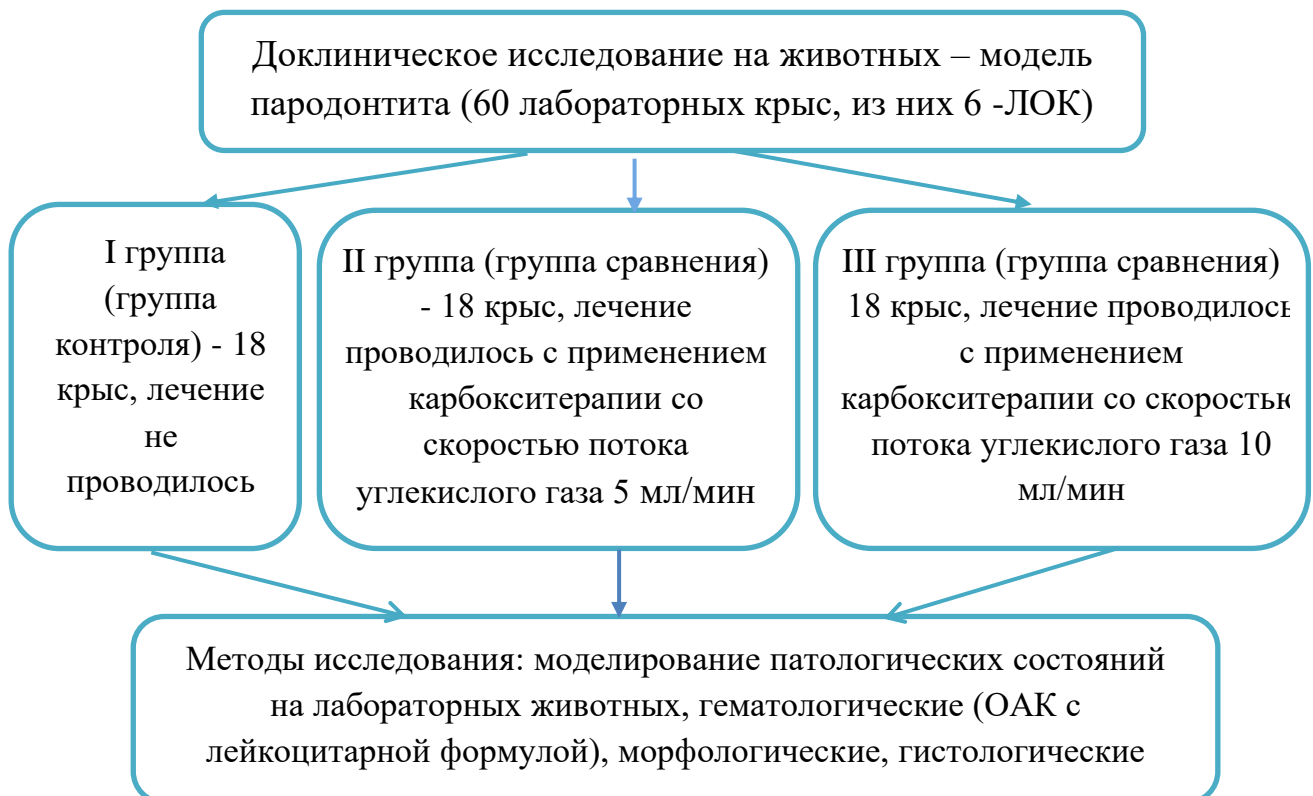 Доклиническое исследование на животных – модель
пародонтита (60 лабораторных крыс, из них 6 -ЛОК)
I группа
(группа
контроля) - 18
крыс, лечение
не
проводилось
II группа (группа сравнения)
- 18 крыс, лечение
проводилось с применением
карбокситерапии со
скоростью потока
углекислого газа 5 мл/мин
III группа (группа сравнения)
18 крыс, лечение проводилось
с применением
карбокситерапии со скоростью
потока углекислого газа 10
мл/мин
Методы исследования: моделирование патологических состояний
на лабораторных животных, гематологические (ОАК с
лейкоцитарной формулой), морфологические, гистологические